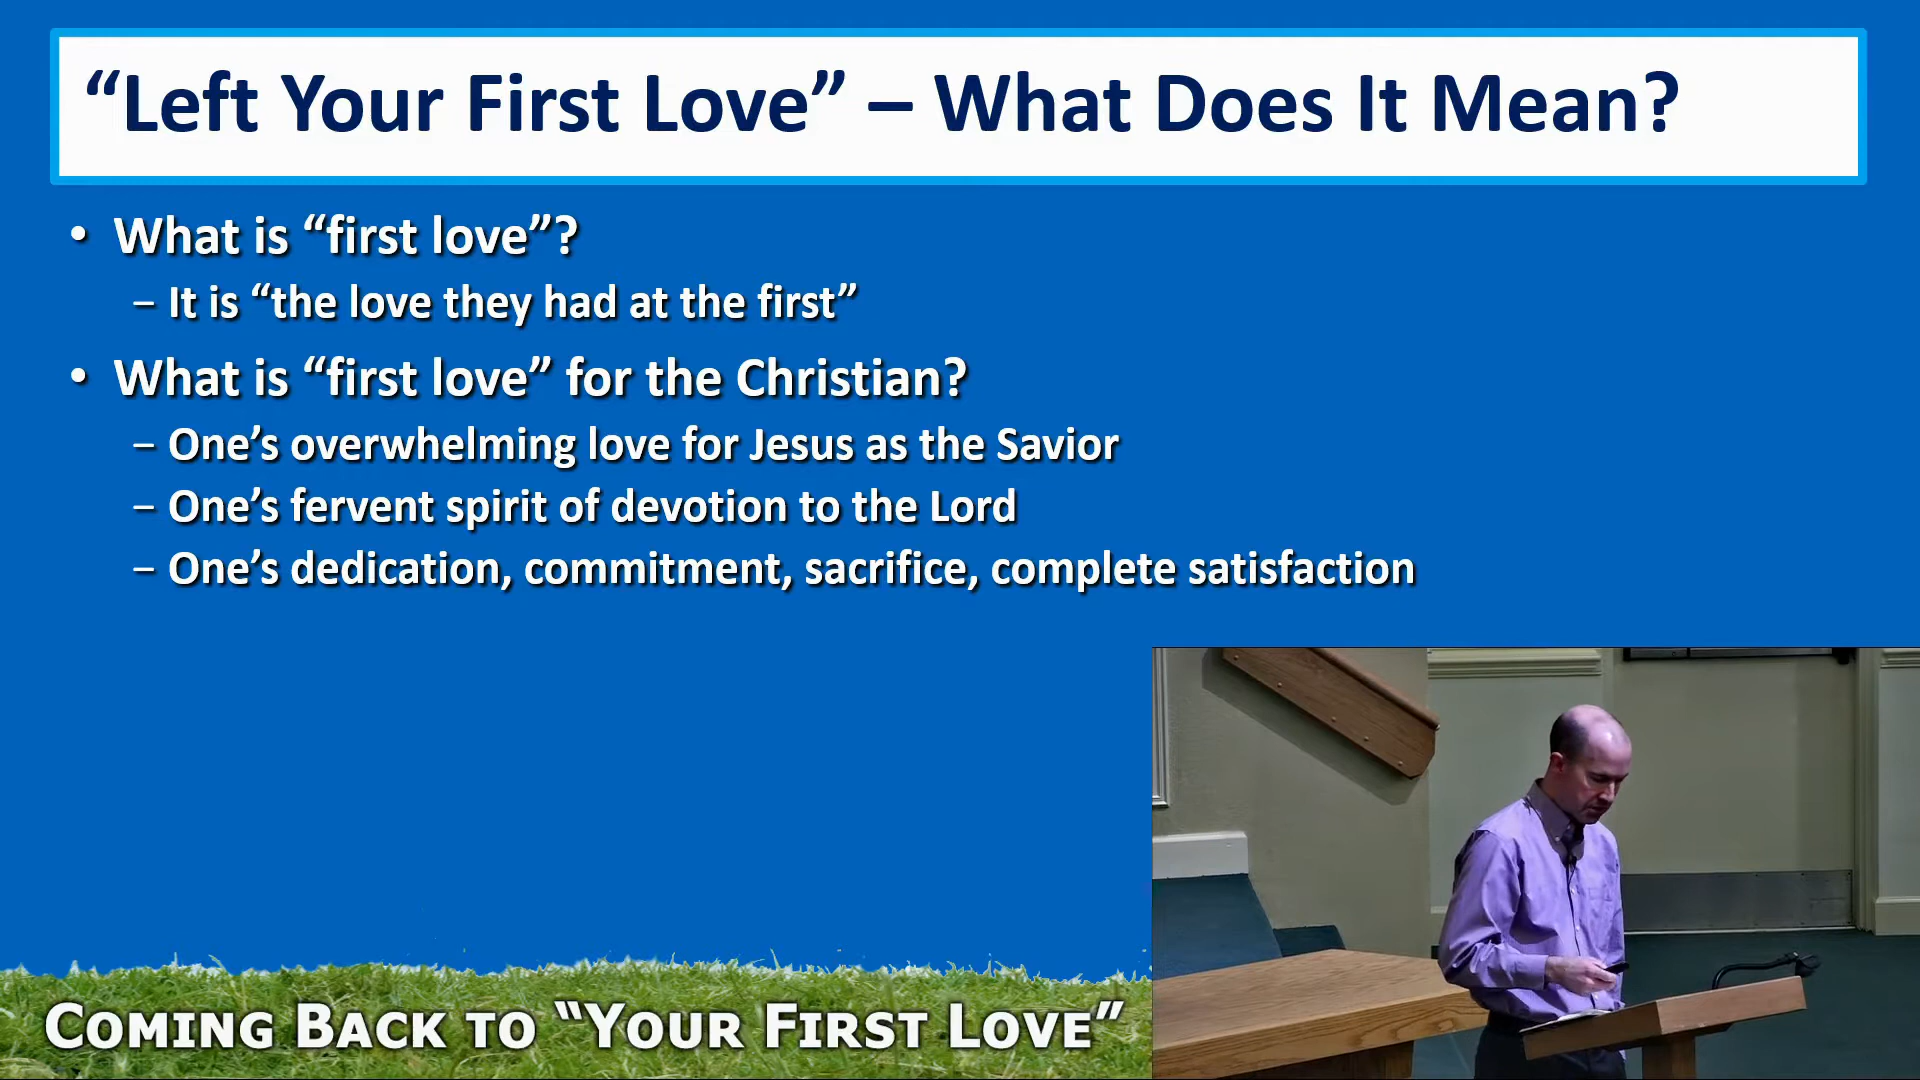 “Left Your First Love” – What Does It Mean?
• What is “first love”?
– It is “the love they had at the first”
• What is “first love” for the Christian?
– One’s overwhelming love for Jesus as the Savior
– One’s fervent spirit of devotion to the Lord
– One’s dedication, commitment, sacrifice, complete satisfaction
Coming Back to “Your First Love”